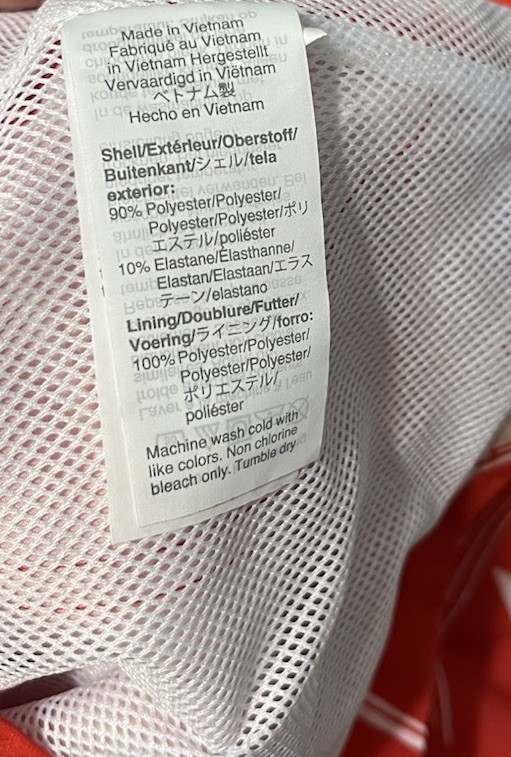 Made in Vietnam
Fabriqué au Vietnam
in Vietnam Hergestellt
Vervaardigd in Viëtnam
ベトナム製
Hecho en Vietnam
Shell/Extérieur/Oberstoff/
Buitenkant/シェル/tela
exterior:
90% Polyester/Polyester/
Polyester/Polyester/ポリ
エステル/poliéster
10% Elastane/Élasthanne/
Elastan/Elastaan/エラス
テーン/elastano
Lining/Doublure/Futter/
Voering/ライニング/forro:
100% Polyester/Polyester/
Polyester/Polyester/
ポリエステル/
poliéster
Machine wash cold with
like colors. Non chlorine
bleach only. Tumble dry